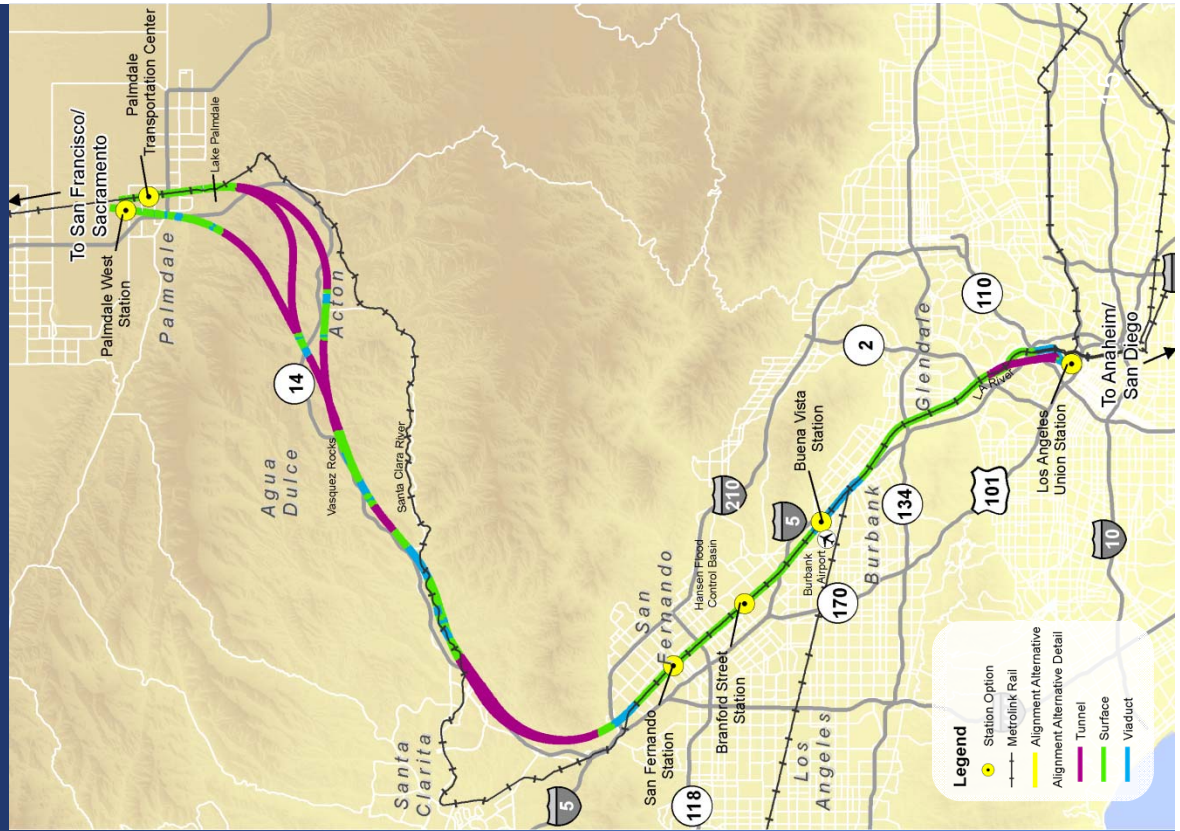 To San Francisco/
Sacramento
Palmdale
Transportation Center
Palmdale West
Station
Lake Palmdale
Palmdale
Acton
14
Agua
Dulce
Vasquez Rocks
Santa Clara River
Santa
Clarita
5
San
Fernando
San Fernando
Station
118
Hansen Flood
Control Basin
210
Branford Street
Station
5
Buena Vista
Station
Burbank
Airport
170
Burbank
134
Glendale
2
110
LA River
101
Los Angeles
Union Station
To Anaheim/
San Diego
10
Los
Angeles
Legend
Station Option
Metrolink Rail
Alignment Alternative
Alignment Alternative Detail
Tunnel
Surface
Viaduct